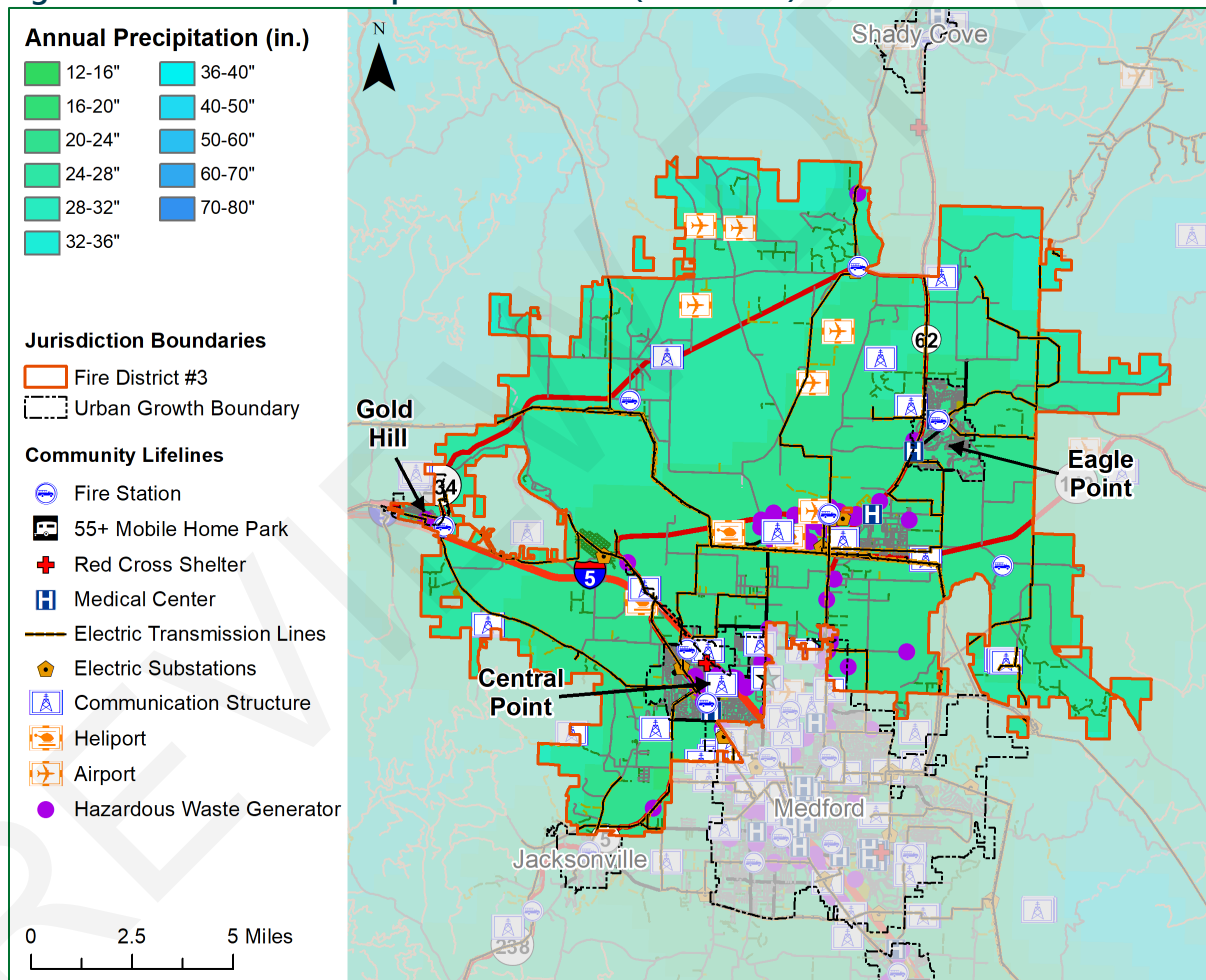 Annual Precipitation (in.)
12-16"
16-20"
20-24"
24-28"
28-32"
32-36"
36-40"
40-50"
50-60"
60-70"
70-80"
Jurisdiction Boundaries
Fire District #3
Urban Growth Boundary
Community Lifelines
Fire Station
55+ Mobile Home Park
Red Cross Shelter
Medical Center
Electric Transmission Lines
Electric Substations
Communication Structure
Heliport
Airport
Hazardous Waste Generator
0 2.5 5 Miles
N
Shady Cove
62
Gold
Hill
34
Eagle
Point
H
H
5
Central
Point
Medford
Jacksonville
5
238